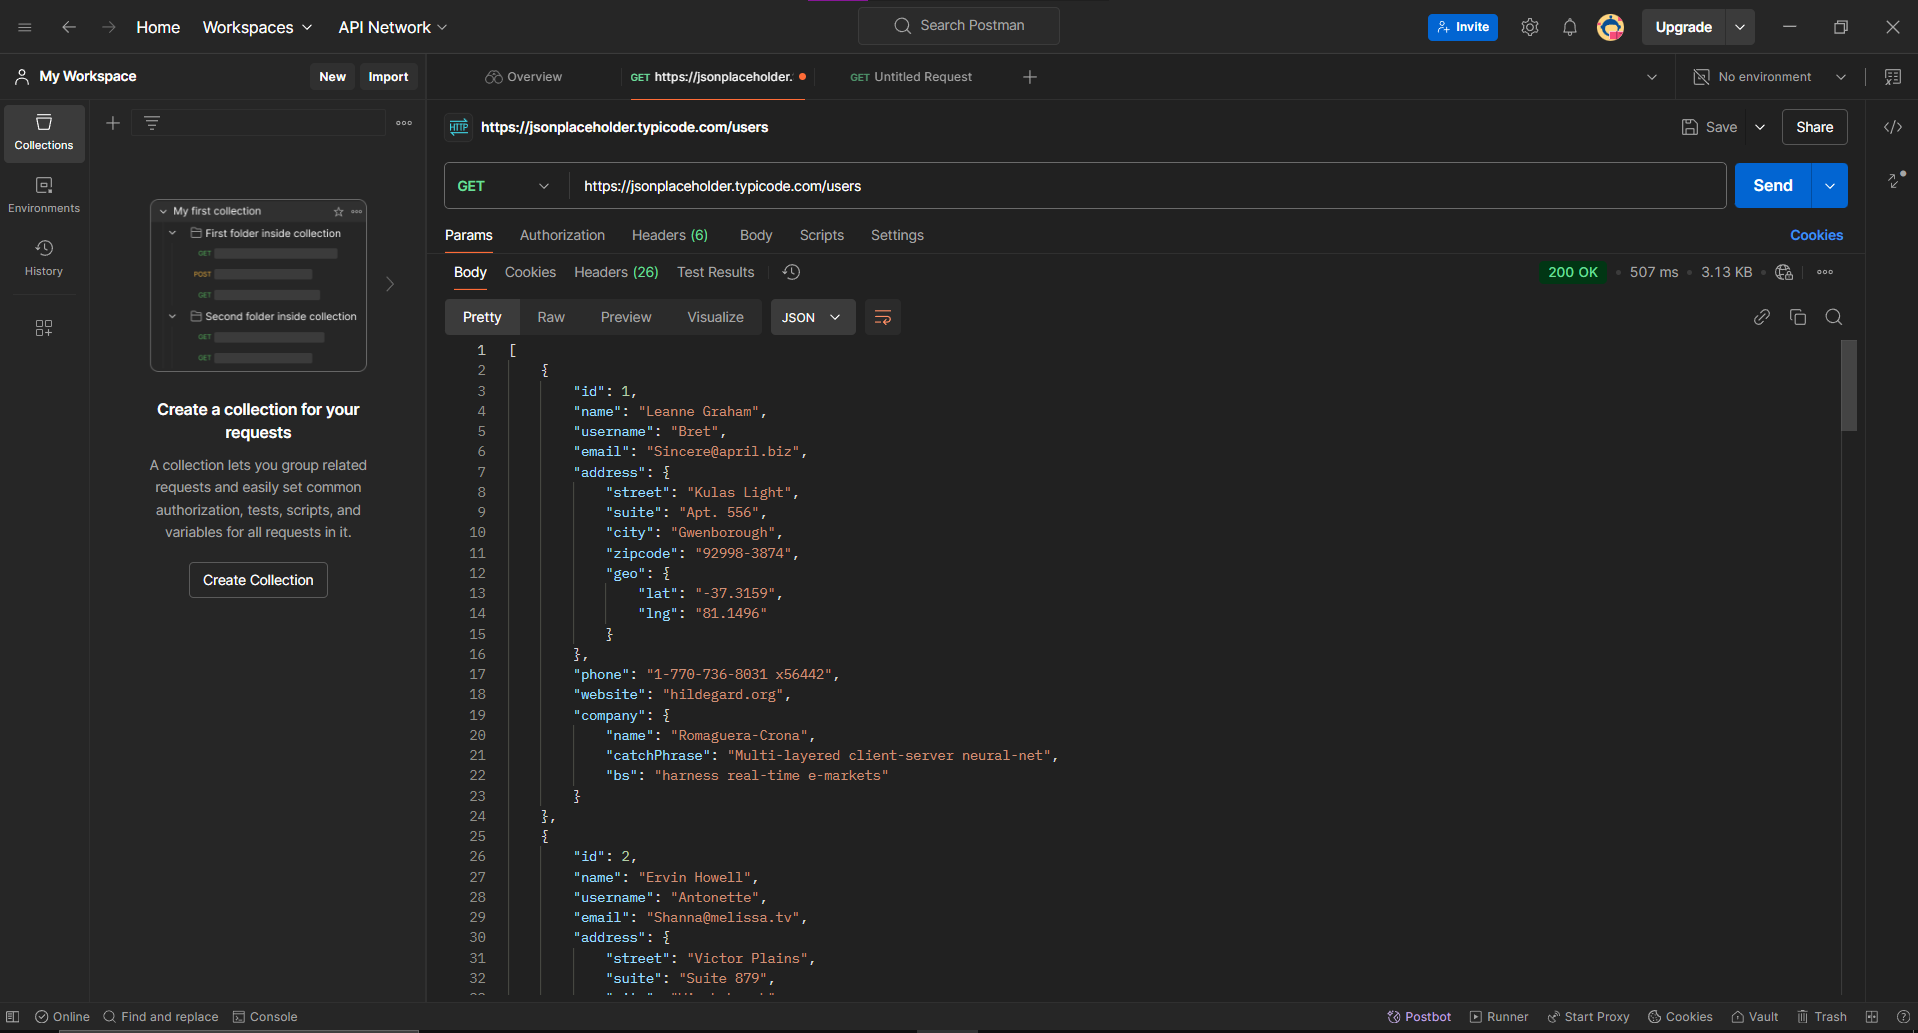 Home Workspaces API Network Search Postman Invite Upgrade
My Workspace New Import Overview GET https://jsonplaceholder. GET Untitled Request No environment
Collections
Environments
History
My first collection
First folder inside collection
GET
POST
GET
Second folder inside collection
GET
GET
Create a collection for your
requests
A collection lets you group related
requests and easily set common
authorization, tests, scripts, and
variables for all requests in it.
Create Collection
HTTP https://jsonplaceholder.typicode.com/users Save Share
GET https://jsonplaceholder.typicode.com/users Send
Params Authorization Headers (6) Body Scripts Settings Cookies
Body Cookies Headers (26) Test Results 200 OK 507 ms 3.13 KB
Pretty Raw Preview Visualize JSON
1 [
2 {
3 "id": 1,
4 "name": "Leanne Graham",
5 "username": "Bret",
6 "email": "Sincere@april.biz",
7 "address": {
8 "street": "Kulas Light",
9 "suite": "Apt. 556",
10 "city": "Gwenborough",
11 "zipcode": "92998-3874",
12 "geo": {
13 "lat": "-37.3159",
14 "lng": "81.1496"
15 }
16 },
17 "phone": "1-770-736-8031 x56442",
18 "website": "hildegard.org",
19 "company": {
20 "name": "Romaguera-Crona",
21 "catchPhrase": "Multi-layered client-server neural-net",
22 "bs": "harness real-time e-markets"
23 }
24 },
25 {
26 "id": 2,
27 "name": "Ervin Howell",
28 "username": "Antonette",
29 "email": "Shanna@melissa.tv",
30 "address": {
31 "street": "Victor Plains",
32 "suite": "Suite 879",
Online Find and replace Console Postbot Runner Start Proxy Cookies Vault Trash